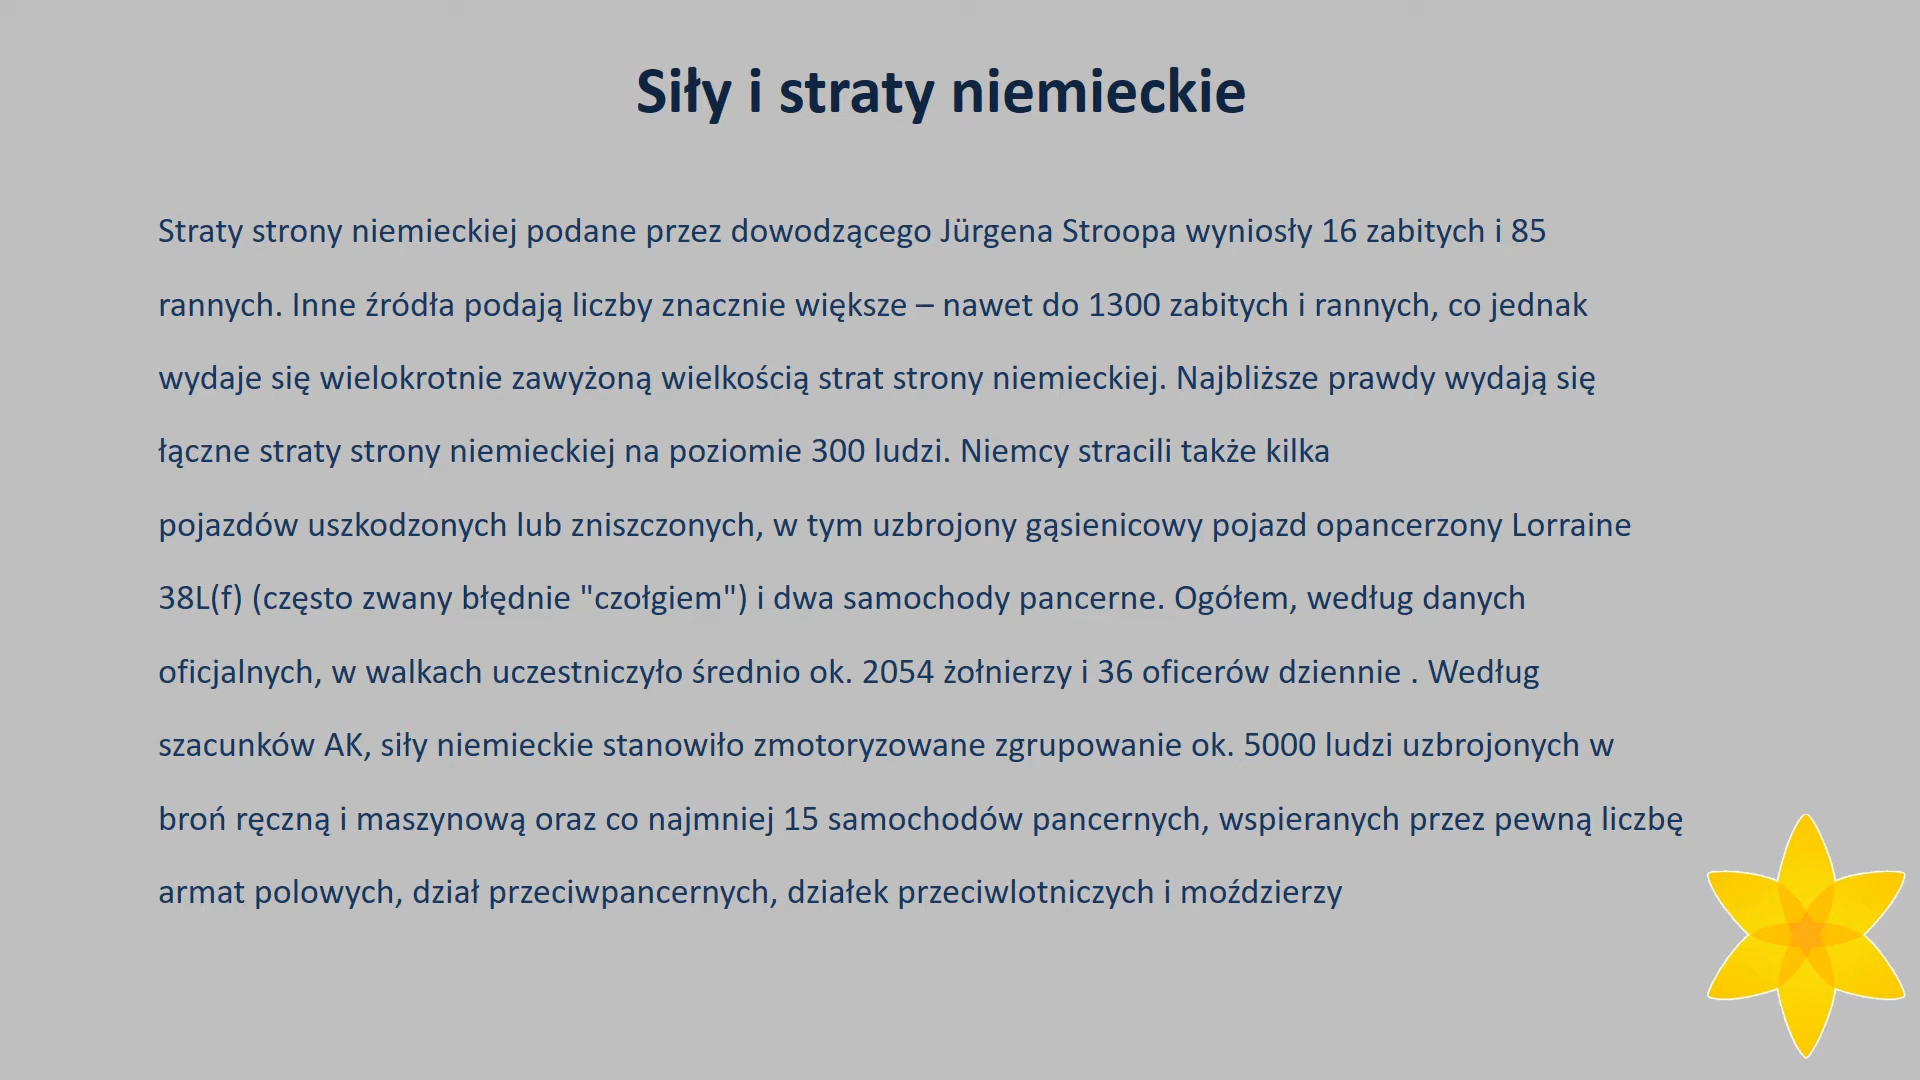 Siły i straty niemieckie
Straty strony niemieckiej podane przez dowodzącego Jürgena Stroopa wyniosły 16 zabitych i 85
rannych. Inne źródła podają liczby znacznie większe – nawet do 1300 zabitych i rannych, co jednak
wydaje się wielokrotnie zawyżoną wielkością strat strony niemieckiej. Najbliższe prawdy wydają się
łączne straty strony niemieckiej na poziomie 300 ludzi. Niemcy stracili także kilka
pojazdów uszkodzonych lub zniszczonych, w tym uzbrojony gąsienicowy pojazd opancerzony Lorraine
38L(f) (często zwany błędnie "czołgiem") i dwa samochody pancerne. Ogółem, według danych
oficjalnych, w walkach uczestniczyło średnio ok. 2054 żołnierzy i 36 oficerów dziennie . Według
szacunków AK, siły niemieckie stanowiło zmotoryzowane zgrupowanie ok. 5000 ludzi uzbrojonych w
broń ręczną i maszynową oraz co najmniej 15 samochodów pancernych, wspieranych przez pewną liczbę
armat polowych, dział przeciwpancernych, działek przeciwlotniczych i moździerzy